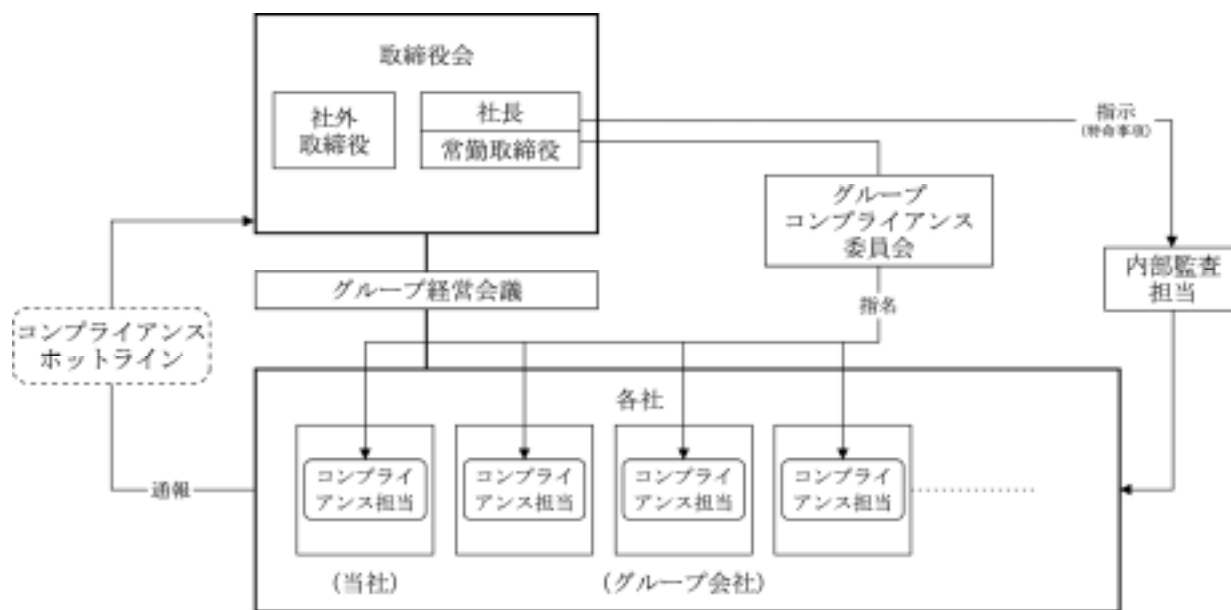 取締役会
社外
取締役
社長
常勤取締役
指示
(特命事項)
グループ
コンプライアンス
委員会
内部監査
担当
グループ経営会議
指名
コンプライアンス
ホットライン
各社
コンプライ
アンス担当
コンプライ
アンス担当
コンプライ
アンス担当
コンプライ
アンス担当
通報
(当社)
(グループ会社)